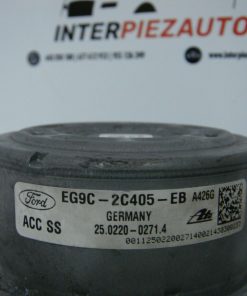 INTERPIEZAUTO
Ford
EG9C-2C405-EB A426G
GERMANY
ACC SS
25.0220-0271.4